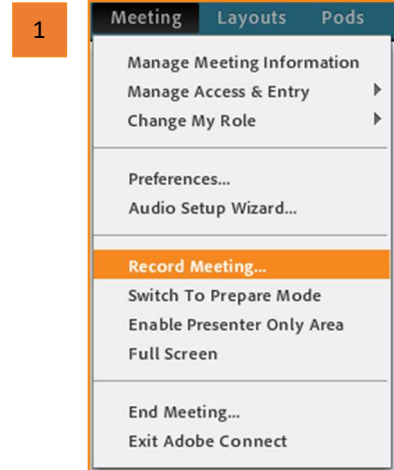 1
Meeting Layouts Pods
Manage Meeting Information
Manage Access & Entry
Change My Role
Preferences...
Audio Setup Wizard...
Record Meeting...
Switch To Prepare Mode
Enable Presenter Only Area
Full Screen
End Meeting...
Exit Adobe Connect